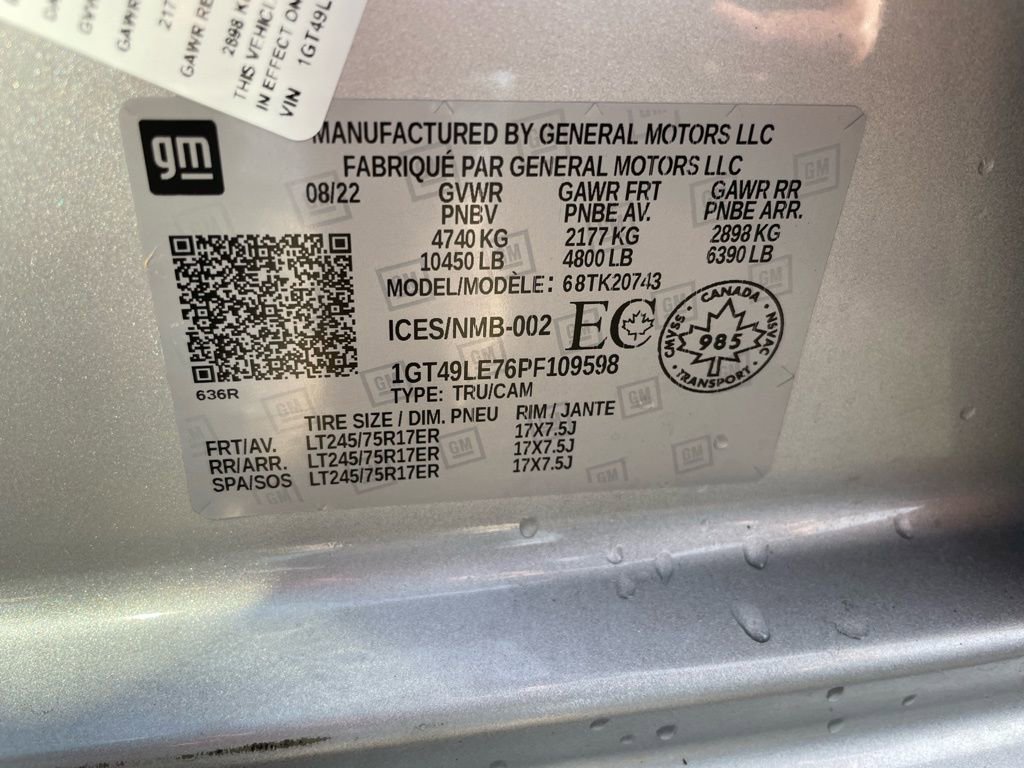 GAWR RE
2898 K
THIS VEHICL
IN EFFECT ON
VIN 1GT49L
gm
MANUFACTURED BY GENERAL MOTORS LLC
FABRIQUÉ PAR GENERAL MOTORS LLC
08/22 GVWR GAWR FRT GAWR RR
PNBV PNBE AV. PNBE ARR.
4740 KG 2177 KG 2898 KG
10450 LB 4800 LB 6390 LB
MODEL/MODÈLE: 68TK20743
ICES/NMB-002 EC
CANADA
CMVSS 985 NSVAC
TRANSPORT
1GT49LE76PF109598
636R
TYPE: TRU/CAM
TIRE SIZE / DIM. PNEU RIM / JANTE
FRT/AV. LT245/75R17ER 17X7.5J
RR/ARR. LT245/75R17ER 17X7.5J
SPA/SOS LT245/75R17ER 17X7.5J